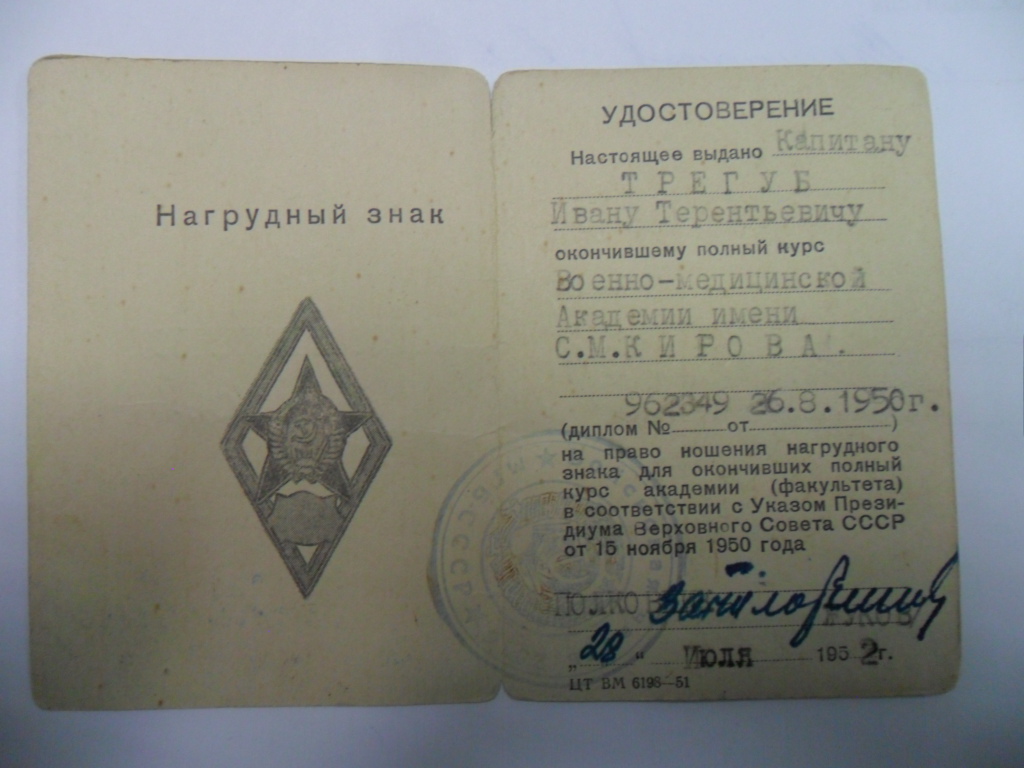 Нагрудный знак
УДОСТОВЕРЕНИЕ
Настоящее выдано Капитану
ТРЕГУБ
Ивану Терентьевичу
окончившему полный курс
Военно-медицинской
Академии имени
С.М.КИРОВА.
962349 26.8.1950г.
(диплом № от )
на право ношения нагрудного
знака для окончивших полный
курс академии (факультета)
в соответствии с Указом Прези-
диума Верховного Совета СССР
от 15 ноября 1950 года
„28" Июля 1952г.
ЦТ ВМ 6196—51